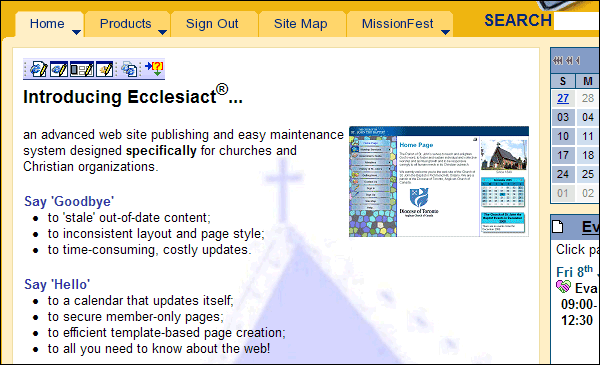 Home
Products
Sign Out
Site Map
MissionFest
SEARCH
Introducing Ecclesiact®...
an advanced web site publishing and easy maintenance
system designed specifically for churches and
Christian organizations.
Say 'Goodbye'
to 'stale' out-of-date content;
to inconsistent layout and page style;
to time-consuming, costly updates.
Say 'Hello'
to a calendar that updates itself;
to secure member-only pages;
to efficient template-based page creation;
to all you need to know about the web!
Home Page
Diocese of Toronto
Anglican Church of Canada
S M
27 28
03 04
10 11
17 18
24 25
01 02
Ev
Click pa
Fri 8th
Eva
09:00-
12:30